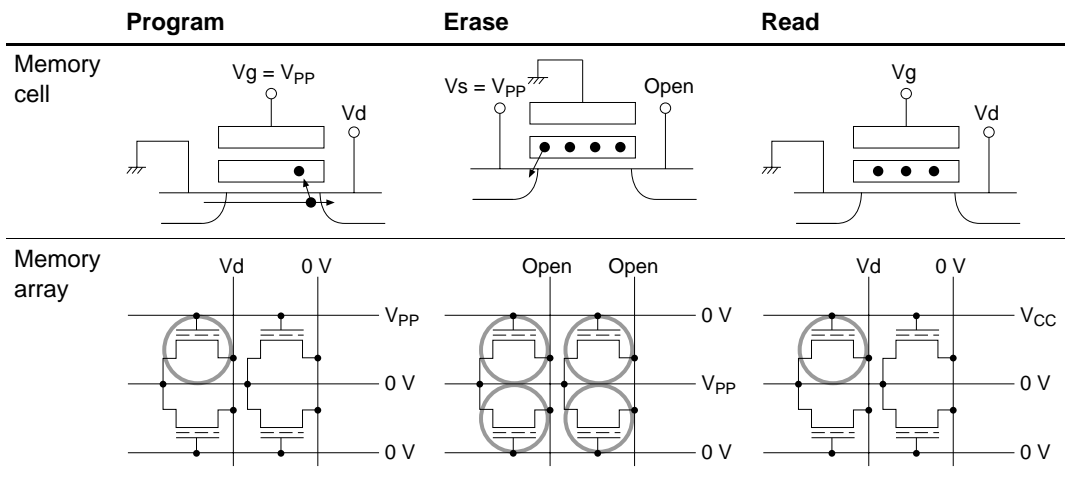 Program Erase Read
Memory cell
Vg = VPP
Vd
Vs = VPP
Open
Vg
Vd
Memory array
Vd 0 V
VPP
0 V
0 V
Open Open
0 V
VPP
0 V
Vd 0 V
VCC
0 V
0 V